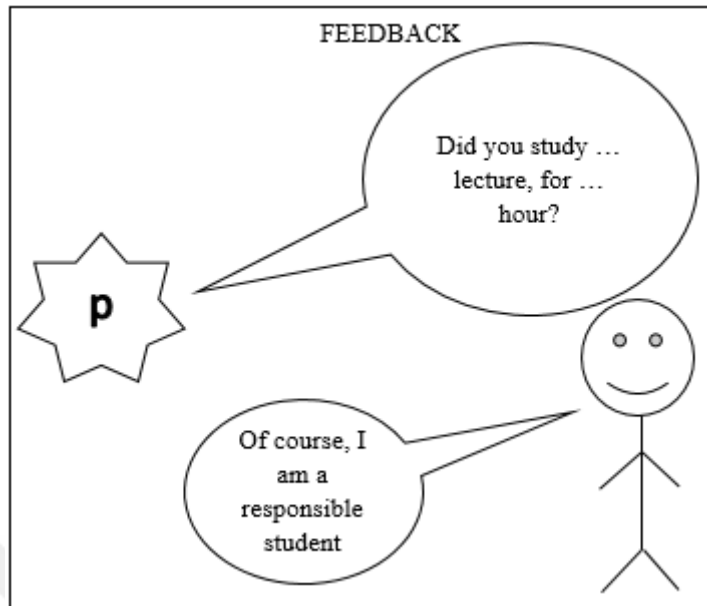 FEEDBACK
Did you study …
lecture, for …
hour?
p
Of course, I
am a
responsible
student